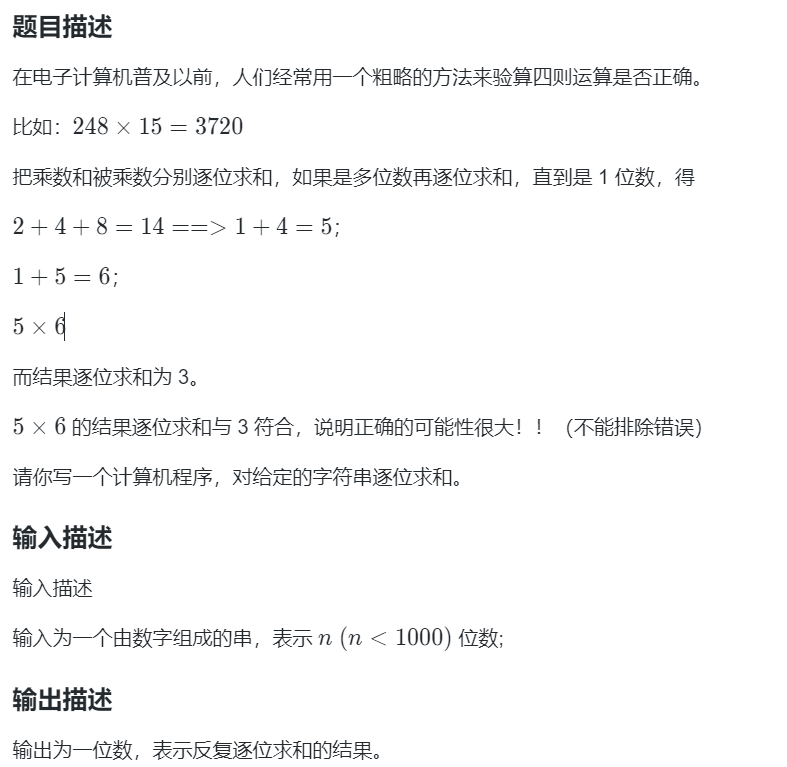 题目描述
在电子计算机普及以前，人们经常用一个粗略的方法来验算四则运算是否正确。
比如：248 × 15 = 3720
把乘数和被乘数分别逐位求和，如果是多位数再逐位求和，直到是 1 位数，得
2 + 4 + 8 = 14 ==> 1 + 4 = 5;
1 + 5 = 6;
5 × 6
而结果逐位求和为 3。
5 × 6 的结果逐位求和与 3 符合，说明正确的可能性很大！！（不能排除错误）
请你写一个计算机程序，对给定的字符串逐位求和。
输入描述
输入描述
输入为一个由数字组成的串，表示 n (n < 1000) 位数;
输出描述
输出为一位数，表示反复逐位求和的结果。